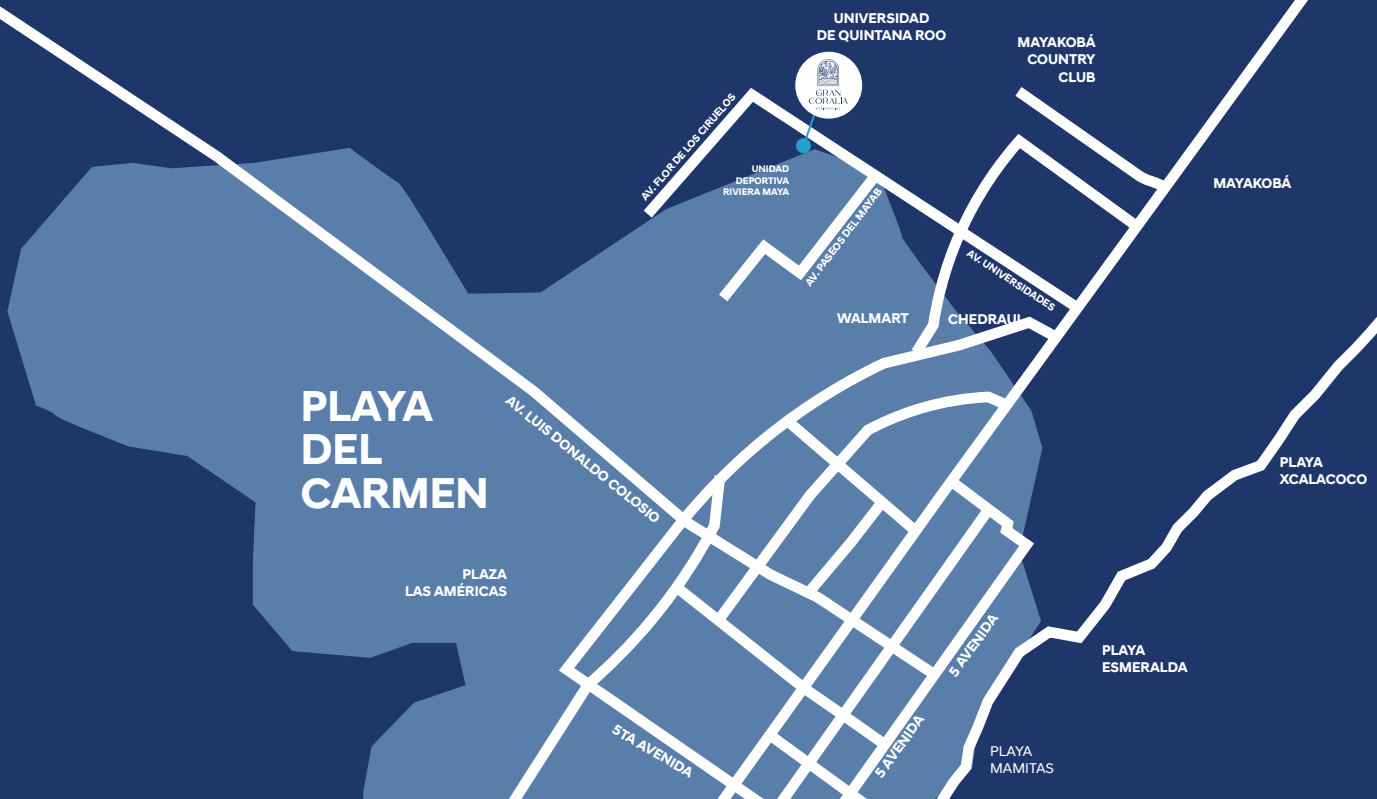 UNIVERSIDAD
DE QUINTANA ROO
MAYAKOBÁ
COUNTRY
CLUB
GRAN
CORALIA
AV. FLOR DE LOS CIRUELOS
UNIDAD
DEPORTIVA
RIVIERA MAYA
MAYAKOBÁ
AV. PASEOS DEL MAYAB
AV. UNIVERSIDADES
WALMART
CHEDRAUI
PLAYA
DEL
CARMEN
AV. LUIS DONALDO COLOSIO
PLAYA
XCALACOCO
PLAZA
LAS AMÉRICAS
5 AVENIDA
PLAYA
ESMERALDA
5TA AVENIDA
5 AVENIDA
PLAYA
MAMITAS